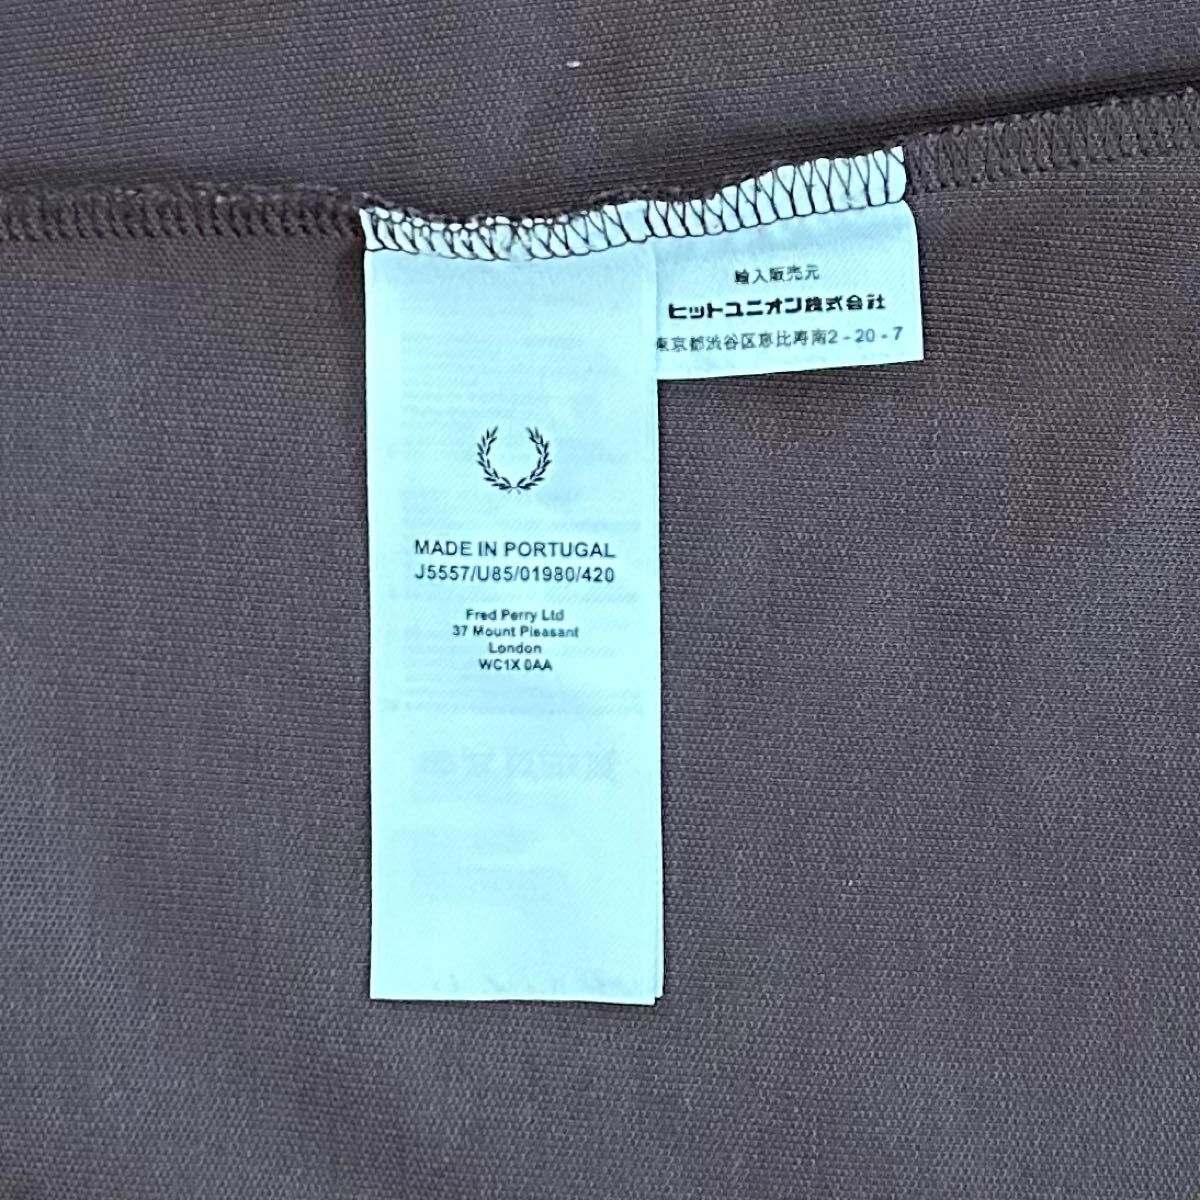 輸入販売元
ヒットユニオン株式会社
東京都渋谷区恵比寿南2-20-7
MADE IN PORTUGAL
J5557/U85/01980/420
Fred Perry Ltd
37 Mount Pleasant
London
WC1X 0AA